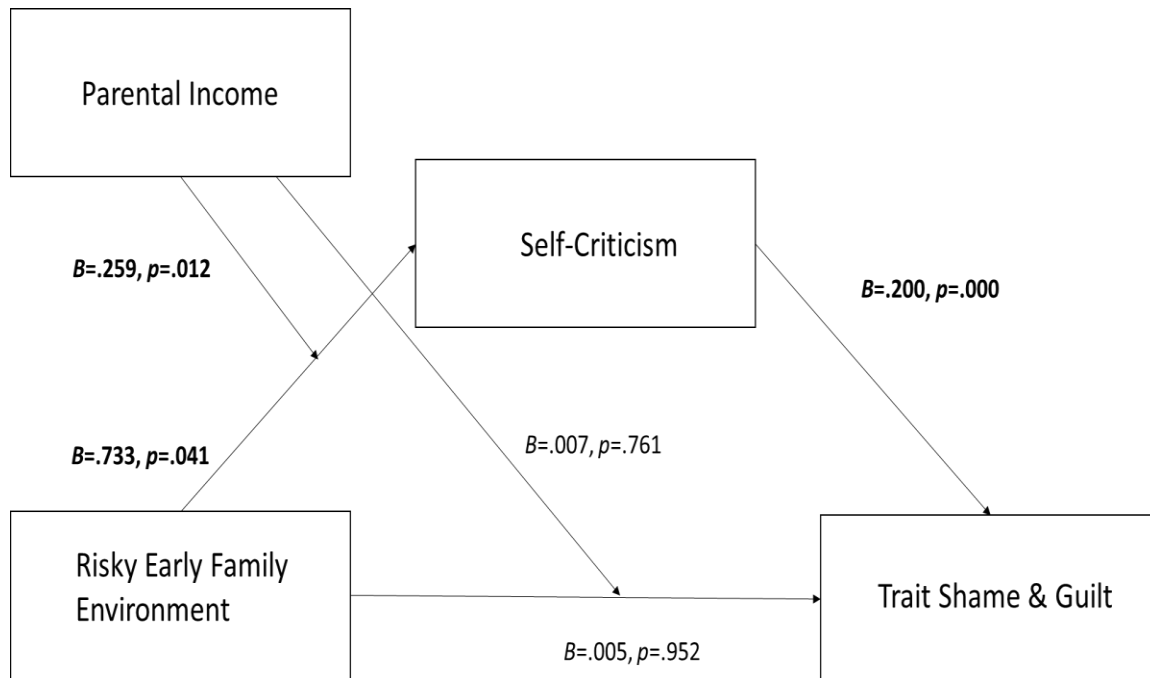 Parental Income
Self-Criticism
B=.259, p=.012
B=.200, p=.000
B=.733, p=.041
B=.007, p=.761
Risky Early Family
Environment
Trait Shame & Guilt
B=.005, p=.952